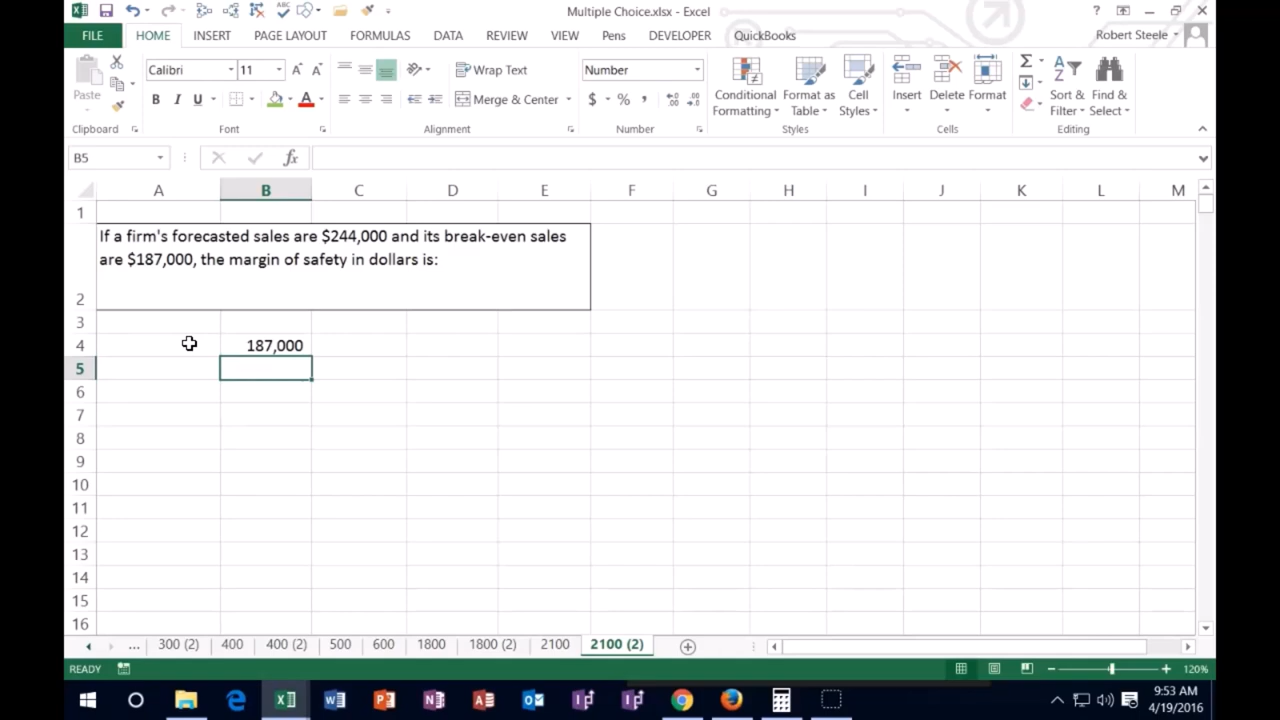 Multiple Choice.xlsx - Excel
FILE HOME INSERT PAGE LAYOUT FORMULAS DATA REVIEW VIEW Pens DEVELOPER QuickBooks Robert Steele
Paste Calibri 11 Wrap Text Merge & Center Number Conditional Formatting Format as Table Cell Styles Insert Delete Format Sort & Filter Find & Select
Clipboard Font Alignment Number Styles Cells Editing
B5
A B C D E F G H I J K L M
1
If a firm's forecasted sales are $244,000 and its break-even sales
are $187,000, the margin of safety in dollars is:
2
3
4 187,000
5
6
7
8
9
10
11
12
13
14
15
16
... 300 (2) 400 400 (2) 500 600 1800 1800 (2) 2100 2100 (2)
READY 120%
9:53 AM
4/19/2016